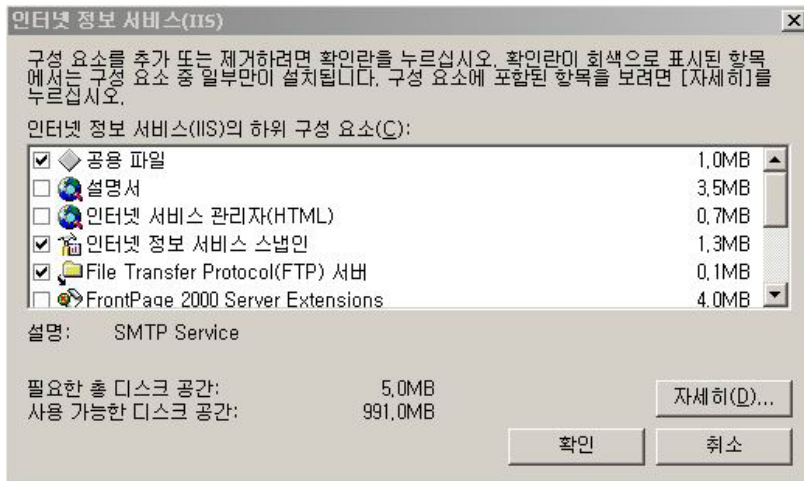 인터넷 정보 서비스(IIS)
구성 요소를 추가 또는 제거하려면 확인란을 누르십시오. 확인란이 회색으로 표시된 항목
에서는 구성 요소 중 일부만이 설치됩니다. 구성 요소에 포함된 항목을 보려면 [자세히]를
누르십시오.
인터넷 정보 서비스(IIS)의 하위 구성 요소(C):
공용 파일 1.0MB
설명서 3.5MB
인터넷 서비스 관리자(HTML) 0.7MB
인터넷 정보 서비스 스냅인 1.3MB
File Transfer Protocol(FTP) 서버 0.1MB
FrontPage 2000 Server Extensions 4.0MB
설명: SMTP Service
필요한 총 디스크 공간: 5.0MB
사용 가능한 디스크 공간: 991.0MB
자세히(D)...
확인 취소